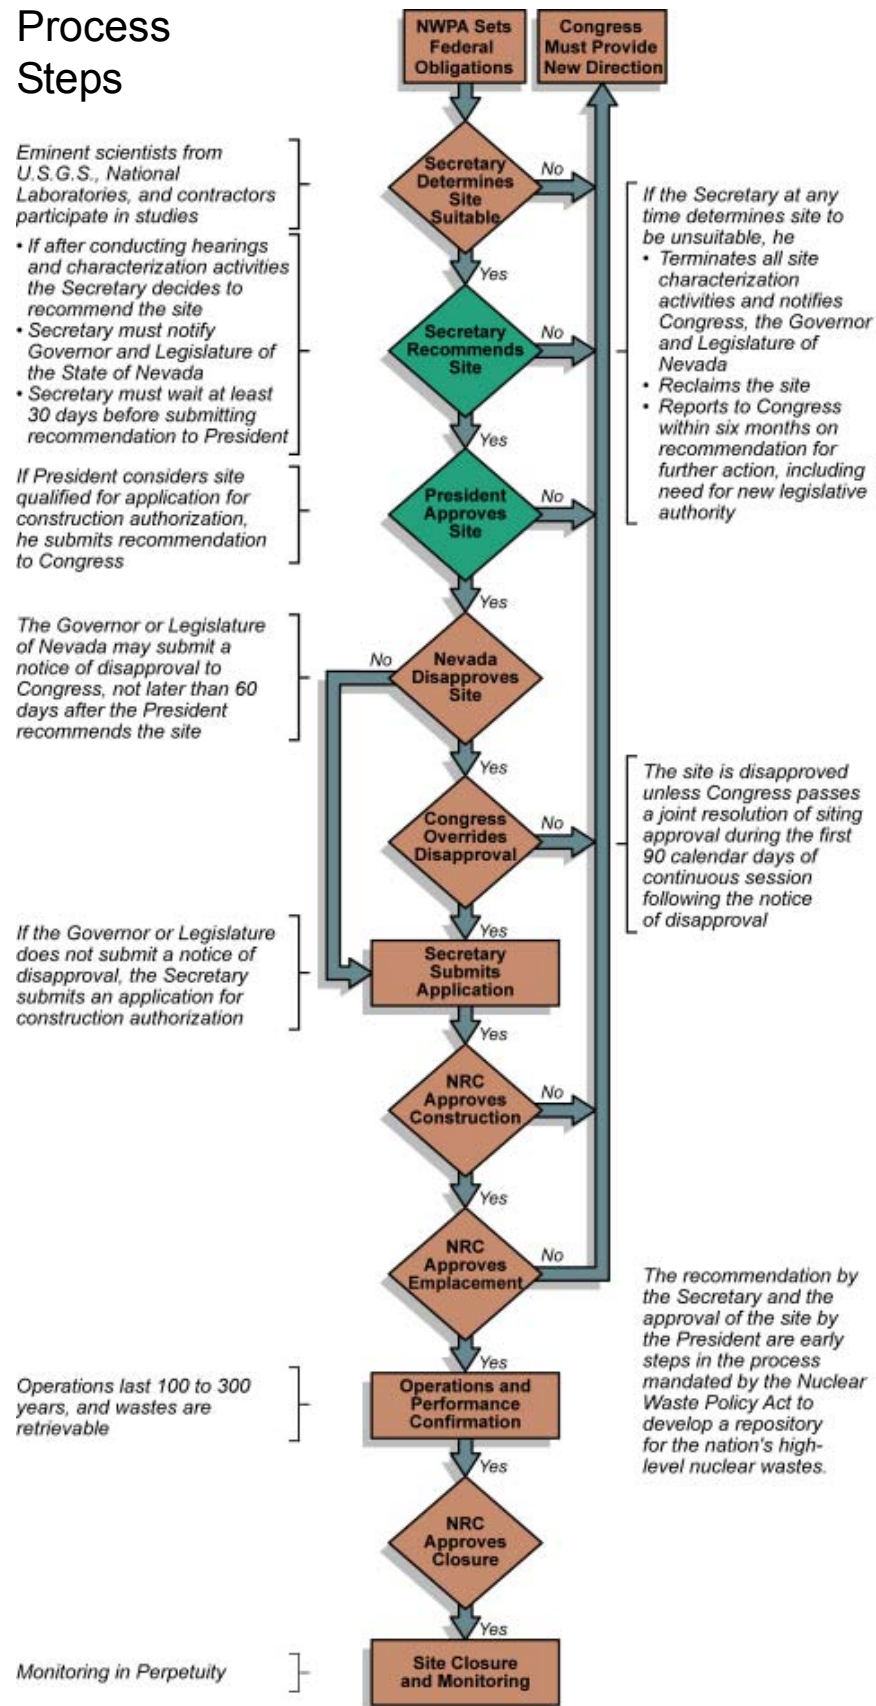 Process
Steps
NWPA Sets
Federal
Obligations
Congress
Must Provide
New Direction
Eminent scientists from
U.S.G.S., National
Laboratories, and contractors
participate in studies
Secretary
Determines
Site
Suitable
No
Yes
If the Secretary at any
time determines site to
be unsuitable, he
• Terminates all site
characterization
activities and notifies
Congress, the Governor
and Legislature of
Nevada
• Reclaims the site
• Reports to Congress
within six months on
recommendation for
further action, including
need for new legislative
authority
• If after conducting hearings
and characterization activities
the Secretary decides to
recommend the site
• Secretary must notify
Governor and Legislature of
the State of Nevada
• Secretary must wait at least
30 days before submitting
recommendation to President
Secretary
Recommends
Site
No
Yes
If President considers site
qualified for application for
construction authorization,
he submits recommendation
to Congress
President
Approves
Site
No
Yes
The Governor or Legislature
of Nevada may submit a
notice of disapproval to
Congress, not later than 60
days after the President
recommends the site
No
Nevada
Disapproves
Site
Yes
Congress
Overrides
Disapproval
No
Yes
The site is disapproved
unless Congress passes
a joint resolution of siting
approval during the first
90 calendar days of
continuous session
following the notice
of disapproval
If the Governor or Legislature
does not submit a notice of
disapproval, the Secretary
submits an application for
construction authorization
Secretary
Submits
Application
Yes
NRC
Approves
Construction
No
Yes
NRC
Approves
Emplacement
No
Yes
The recommendation by
the Secretary and the
approval of the site by
the President are early
steps in the process
mandated by the Nuclear
Waste Policy Act to
develop a repository
for the nation's high-
level nuclear wastes.
Operations last 100 to 300
years, and wastes are
retrievable
Operations and
Performance
Confirmation
Yes
NRC
Approves
Closure
Yes
Monitoring in Perpetuity
Site Closure
and Monitoring